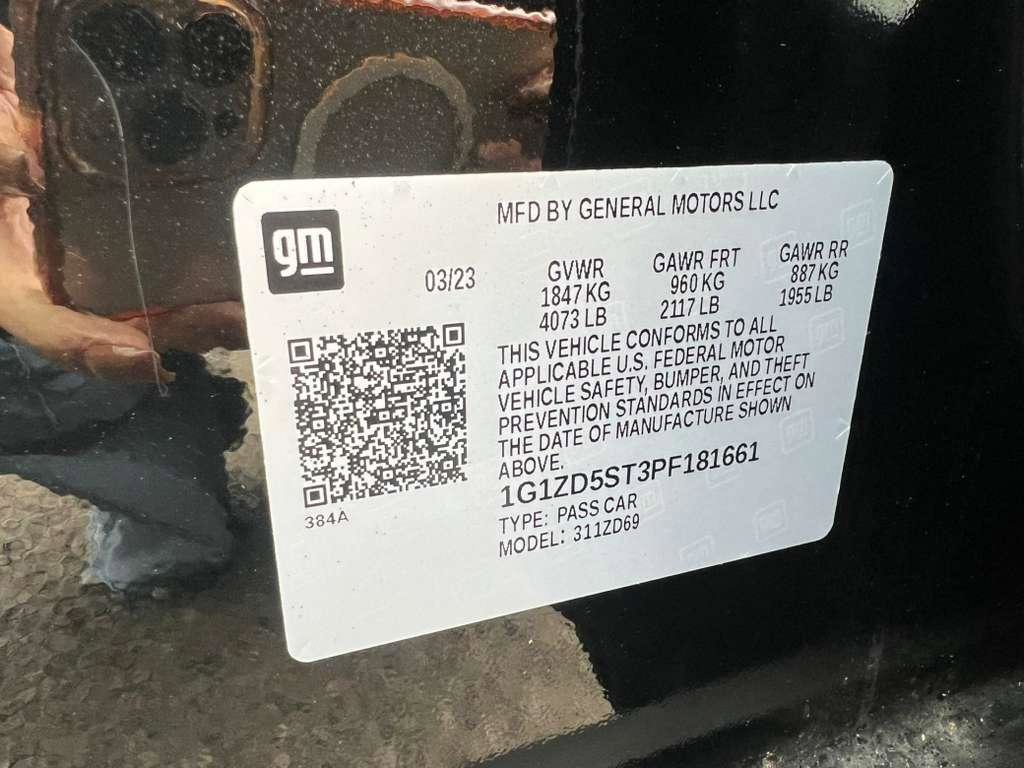 gm
MFD BY GENERAL MOTORS LLC
03/23
GVWR GAWR FRT GAWR RR
1847 KG 960 KG 887 KG
4073 LB 2117 LB 1955 LB
THIS VEHICLE CONFORMS TO ALL
APPLICABLE U.S. FEDERAL MOTOR
VEHICLE SAFETY, BUMPER, AND THEFT
PREVENTION STANDARDS IN EFFECT ON
THE DATE OF MANUFACTURE SHOWN
ABOVE.
1G1ZD5ST3PF181661
384A
TYPE: PASS CAR
MODEL: 311ZD69